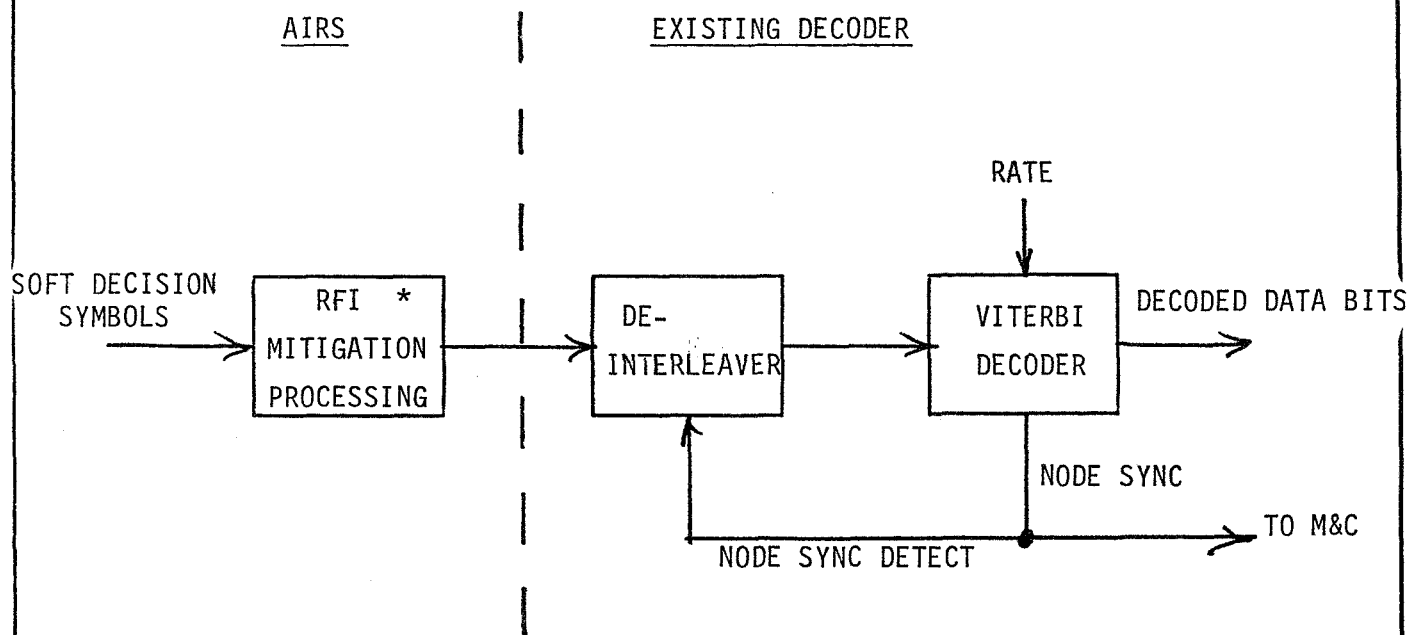 AIRS
EXISTING DECODER
RATE
SOFT DECISION
SYMBOLS
RFI *
MITIGATION
PROCESSING
DE-
INTERLEAVER
VITERBI
DECODER
DECODED DATA BITS
NODE SYNC
TO M&C
NODE SYNC DETECT